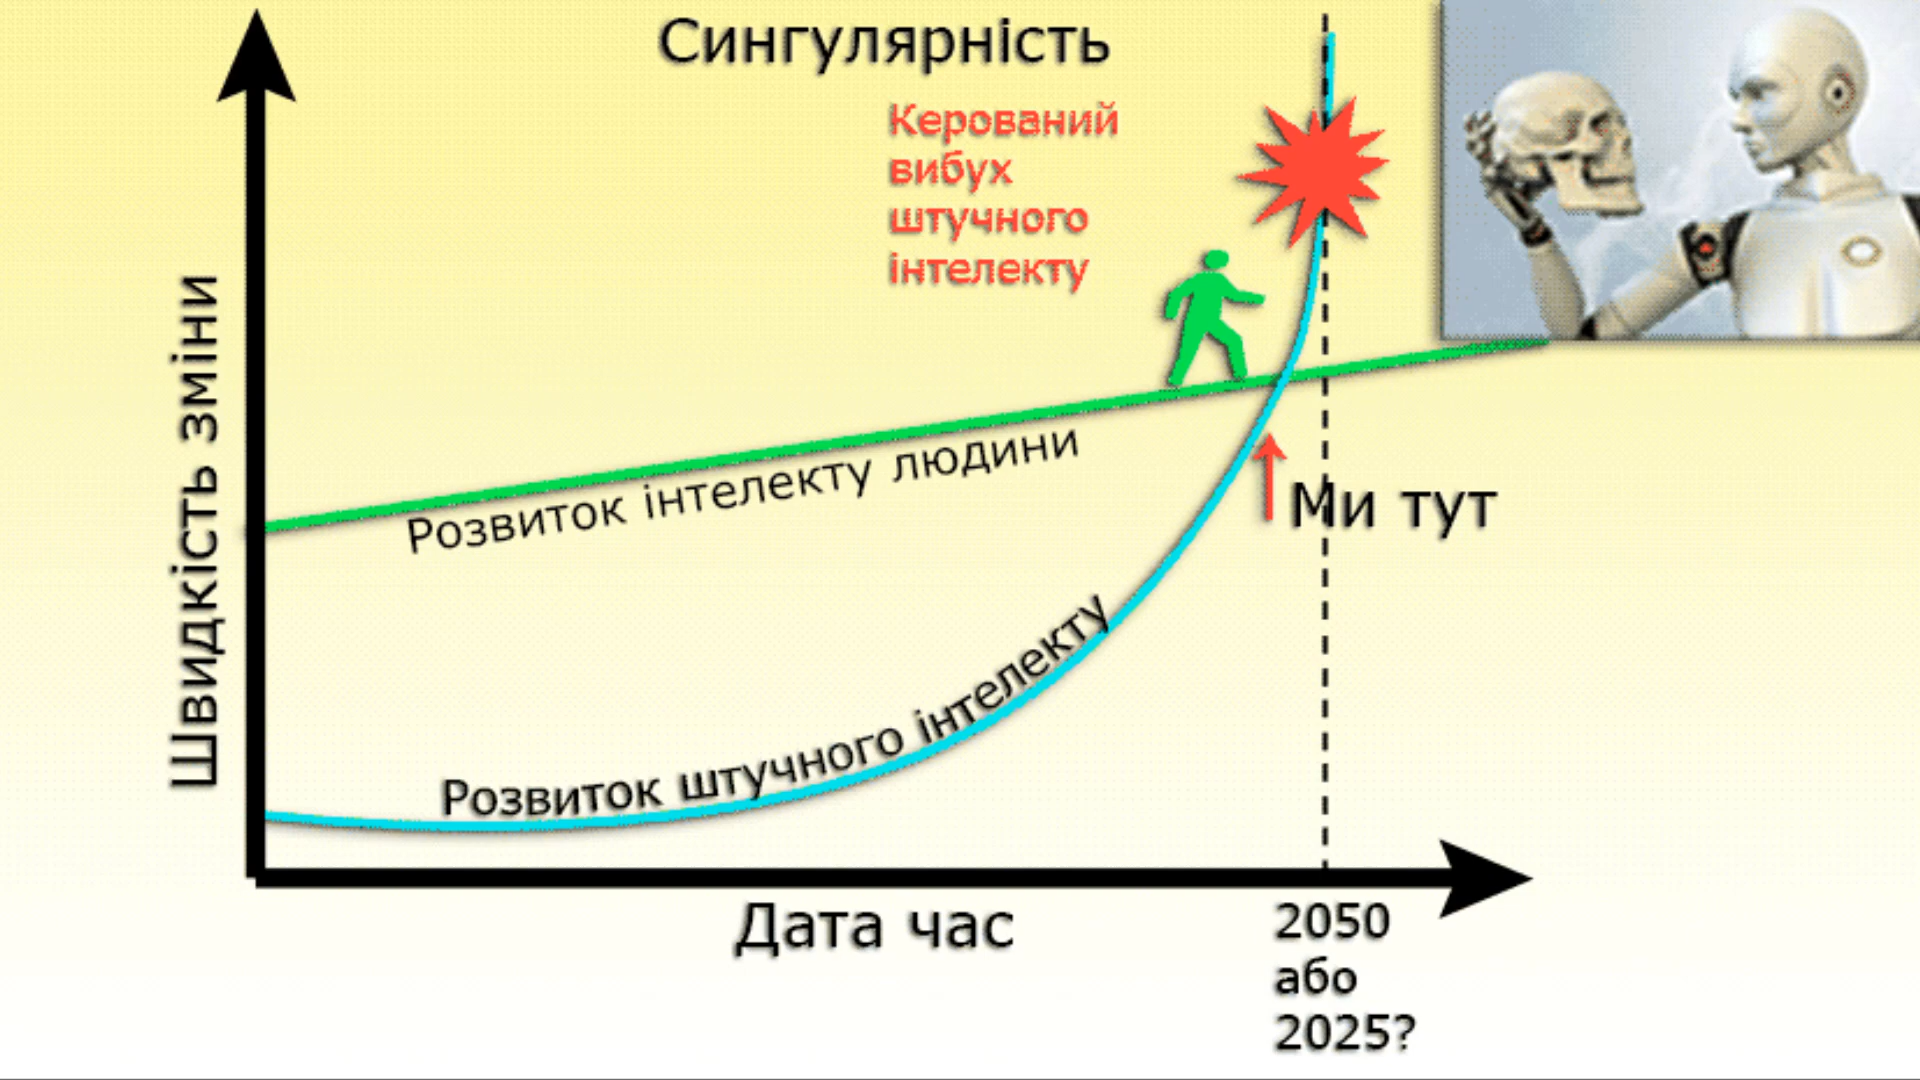 Сингулярність
Керований
вибух
штучного
інтелекту
Швидкість зміни
Розвиток інтелекту людини
Ми тут
Розвиток штучного інтелекту
Дата час
2050
або
2025?